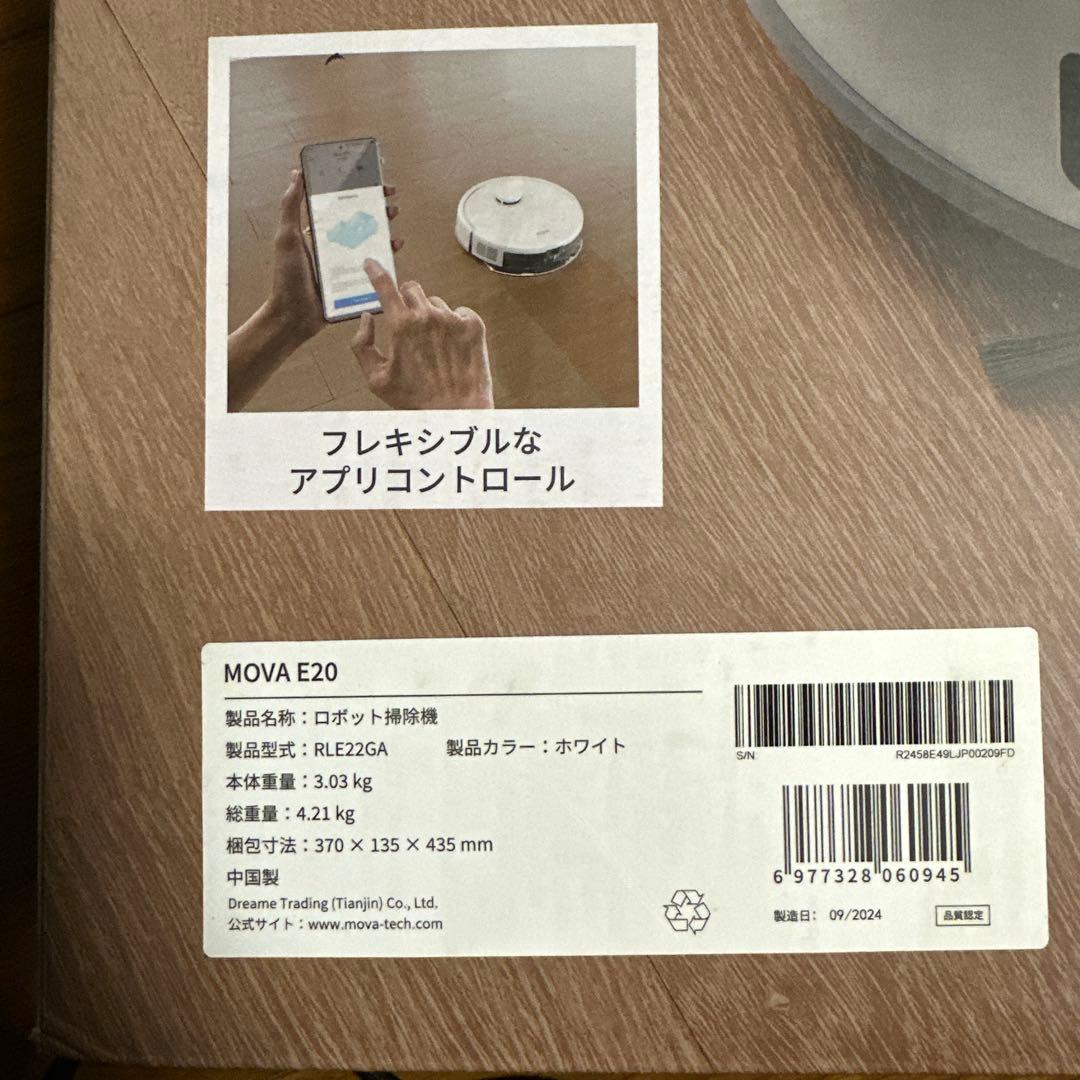 フレキシブルな
アプリコントロール
MOVA E20
製品名称：ロボット掃除機
製品型式：RLE22GA 製品カラー：ホワイト
本体重量：3.03 kg
総重量：4.21 kg
梱包寸法：370 × 135 × 435 mm
中国製
Dreame Trading (Tianjin) Co., Ltd.
公式サイト：www.mova-tech.com
S/N: R2458E49LJP00209FD
6 977328 060945
製造日： 09/2024
品質認定